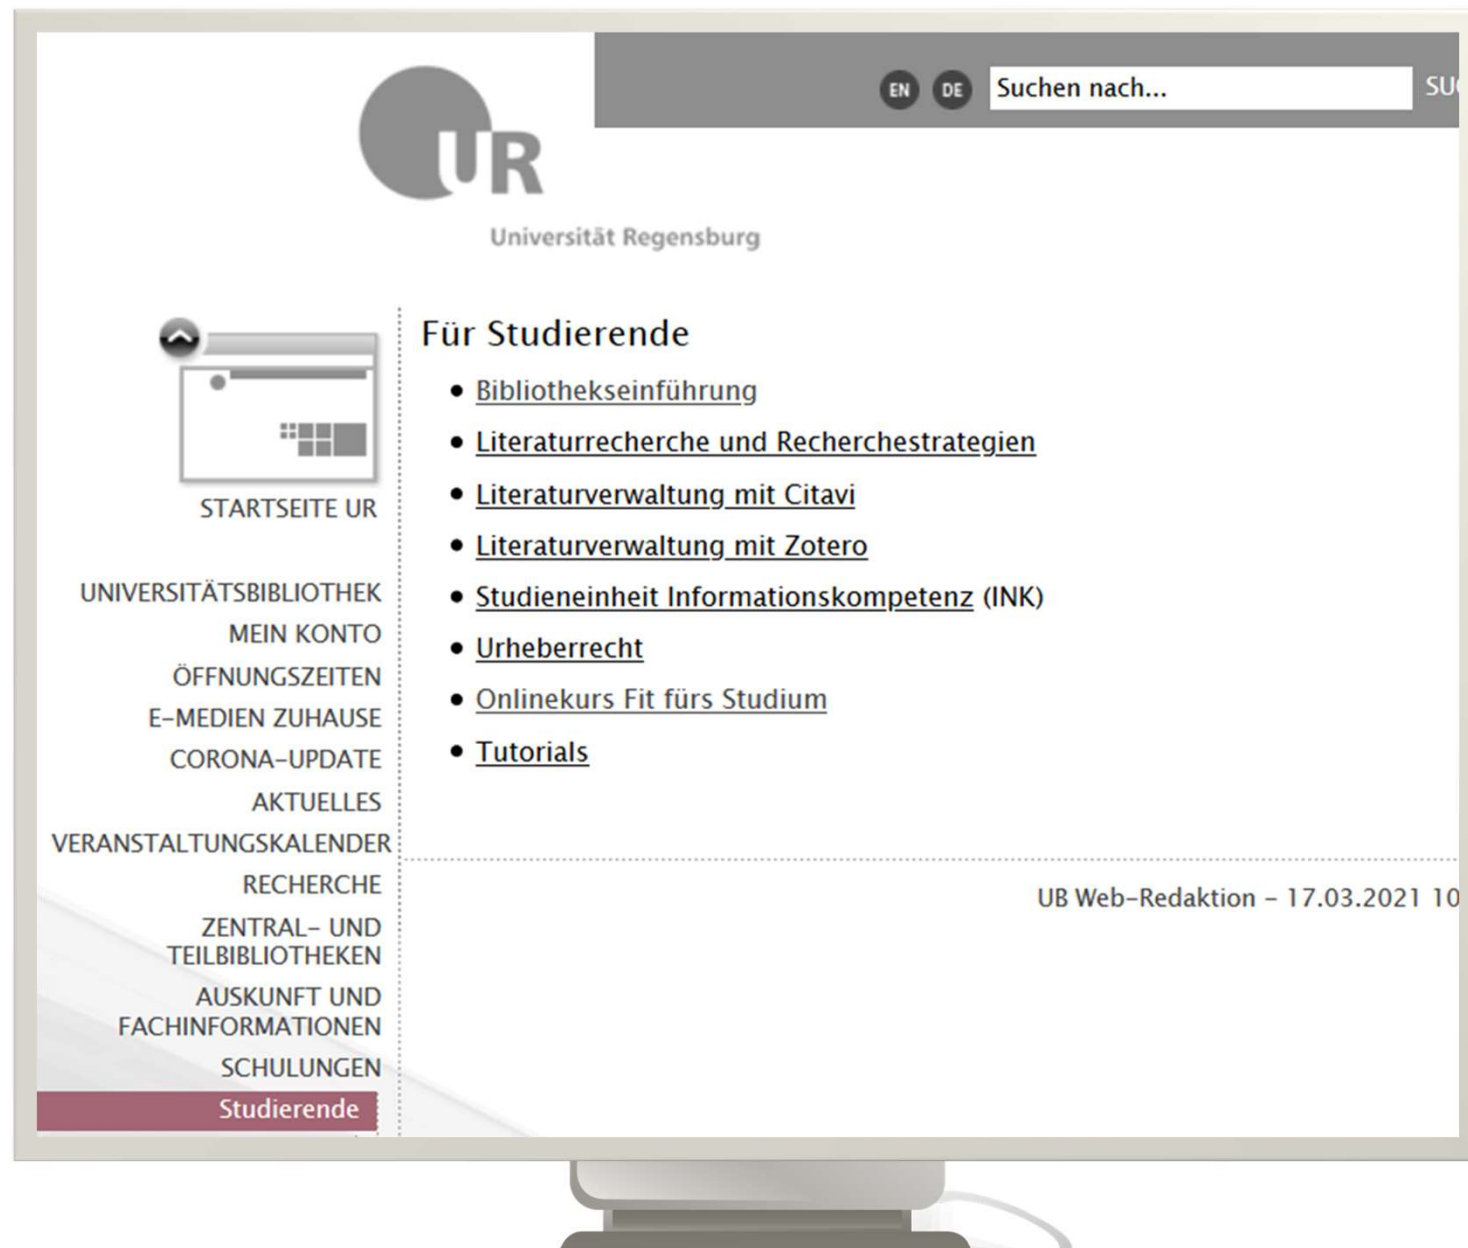 EN DE Suchen nach...
UR
Universität Regensburg
STARTSEITE UR
UNIVERSITÄTSBIBLIOTHEK
MEIN KONTO
ÖFFNUNGSZEITEN
E-MEDIEN ZUHAUSE
CORONA-UPDATE
AKTUELLES
VERANSTALTUNGSKALENDER
RECHERCHE
ZENTRAL- UND
TEILBIBLIOTHEKEN
AUSKUNFT UND
FACHINFORMATIONEN
SCHULUNGEN
Studierende
Für Studierende
Bibliothekseinführung
Literaturrecherche und Recherchestrategien
Literaturverwaltung mit Citavi
Literaturverwaltung mit Zotero
Studieneinheit Informationskompetenz (INK)
Urheberrecht
Onlinekurs Fit fürs Studium
Tutorials
UB Web-Redaktion - 17.03.2021 10